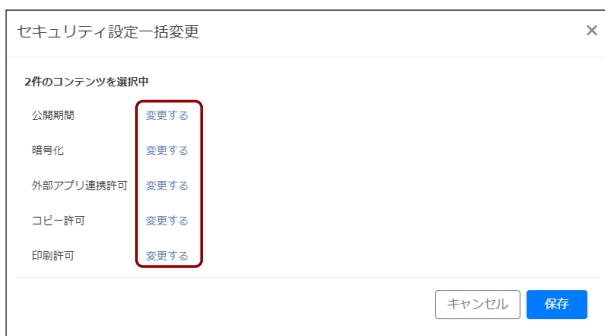 セキュリティ設定一括変更 ×
2件のコンテンツを選択中
公開期間 変更する
暗号化 変更する
外部アプリ連携許可 変更する
コピー許可 変更する
印刷許可 変更する
キャンセル 保存